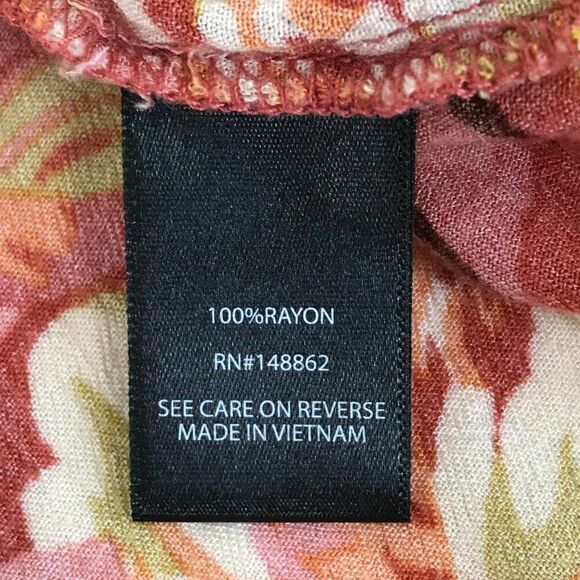 100%RAYON
RN#148862
SEE CARE ON REVERSE
MADE IN VIETNAM